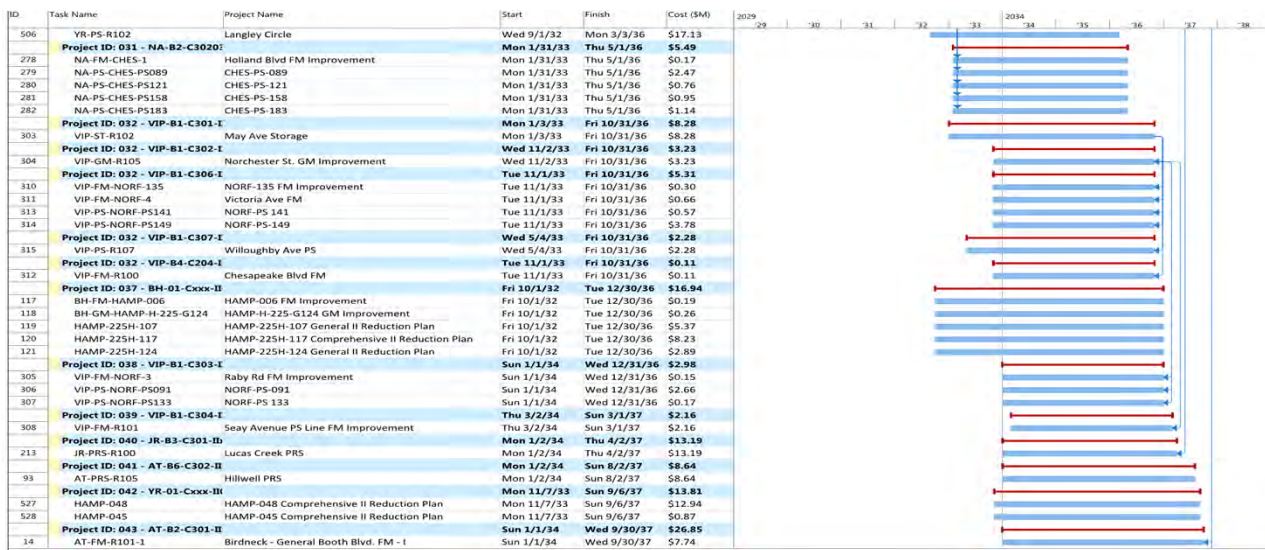 ID Task Name Project Name Start Finish Cost ($M) 2029 2034
'29 '30 '31 '32 '33 '34 '35 '36 '37 '38
506 YR-PS-R102 Langley Circle Wed 9/1/32 Mon 3/3/36 $17.13
Project ID: 031 - NA-B2-C3020 Mon 1/31/33 Thu 5/1/36 $5.49
278 NA-FM-CHES-1 Holland Blvd FM Improvement Mon 1/31/33 Thu 5/1/36 $0.17
279 NA-PS-CHES-PS089 CHES-PS-089 Mon 1/31/33 Thu 5/1/36 $2.47
280 NA-PS-CHES-PS121 CHES-PS-121 Mon 1/31/33 Thu 5/1/36 $0.76
281 NA-PS-CHES-PS158 CHES-PS-158 Mon 1/31/33 Thu 5/1/36 $0.95
282 NA-PS-CHES-PS183 CHES-PS-183 Mon 1/31/33 Thu 5/1/36 $1.14
Project ID: 032 - VIP-B1-C301-I Mon 1/3/33 Fri 10/31/36 $8.28
303 VIP-ST-R102 May Ave Storage Mon 1/3/33 Fri 10/31/36 $8.28
Project ID: 032 - VIP-B1-C302-I Wed 11/2/33 Fri 10/31/36 $3.23
304 VIP-GM-R105 Norchester St. GM Improvement Wed 11/2/33 Fri 10/31/36 $3.23
Project ID: 032 - VIP-B1-C306-I Tue 11/1/33 Fri 10/31/36 $5.31
310 VIP-FM-NORF-135 NORF-135 FM Improvement Tue 11/1/33 Fri 10/31/36 $0.30
311 VIP-FM-NORF-4 Victoria Ave FM Tue 11/1/33 Fri 10/31/36 $0.66
313 VIP-PS-NORF-PS141 NORF-PS 141 Tue 11/1/33 Fri 10/31/36 $0.57
314 VIP-PS-NORF-PS149 NORF-PS-149 Tue 11/1/33 Fri 10/31/36 $3.78
Project ID: 032 - VIP-B1-C307-I Wed 5/4/33 Fri 10/31/36 $2.28
315 VIP-PS-R107 Willoughby Ave PS Wed 5/4/33 Fri 10/31/36 $2.28
Project ID: 032 - VIP-B4-C204-I Tue 11/1/33 Fri 10/31/36 $0.11
312 VIP-FM-R100 Chesapeake Blvd FM Tue 11/1/33 Fri 10/31/36 $0.11
Project ID: 037 - BH-01-Cxxx-II Fri 10/1/32 Tue 12/30/36 $16.94
117 BH-FM-HAMP-006 HAMP-006 FM Improvement Fri 10/1/32 Tue 12/30/36 $0.19
118 BH-GM-HAMP-H-225-G124 HAMP-H-225-G124 GM Improvement Fri 10/1/32 Tue 12/30/36 $0.26
119 HAMP-225H-107 HAMP-225H-107 General II Reduction Plan Fri 10/1/32 Tue 12/30/36 $5.37
120 HAMP-225H-117 HAMP-225H-117 Comprehensive II Reduction Plan Fri 10/1/32 Tue 12/30/36 $8.23
121 HAMP-225H-124 HAMP-225H-124 General II Reduction Plan Fri 10/1/32 Tue 12/30/36 $2.89
Project ID: 038 - VIP-B1-C303-I Sun 1/1/34 Wed 12/31/36 $2.98
305 VIP-FM-NORF-3 Raby Rd FM Improvement Sun 1/1/34 Wed 12/31/36 $0.15
306 VIP-PS-NORF-PS091 NORF-PS-091 Sun 1/1/34 Wed 12/31/36 $2.66
307 VIP-PS-NORF-PS133 NORF-PS 133 Sun 1/1/34 Wed 12/31/36 $0.17
Project ID: 039 - VIP-B1-C304-I Thu 3/2/34 Sun 3/1/37 $2.16
308 VIP-FM-R101 Seay Avenue PS Line FM Improvement Thu 3/2/34 Sun 3/1/37 $2.16
Project ID: 040 - JR-B3-C301-II Mon 1/2/34 Thu 4/2/37 $13.19
213 JR-PRS-R100 Lucas Creek PRS Mon 1/2/34 Thu 4/2/37 $13.19
Project ID: 041 - AT-B6-C302-II Mon 1/2/34 Sun 8/2/37 $8.64
93 AT-PRS-R105 Hillwell PRS Mon 1/2/34 Sun 8/2/37 $8.64
Project ID: 042 - YR-01-Cxxx-II Mon 11/7/33 Sun 9/6/37 $13.81
527 HAMP-048 HAMP-048 Comprehensive II Reduction Plan Mon 11/7/33 Sun 9/6/37 $12.94
528 HAMP-045 HAMP-045 Comprehensive II Reduction Plan Mon 11/7/33 Sun 9/6/37 $0.87
Project ID: 043 - AT-B2-C301-II Sun 1/1/34 Wed 9/30/37 $26.85
14 AT-FM-R101-1 Birdneck - General Booth Blvd. FM - I Sun 1/1/34 Wed 9/30/37 $7.74